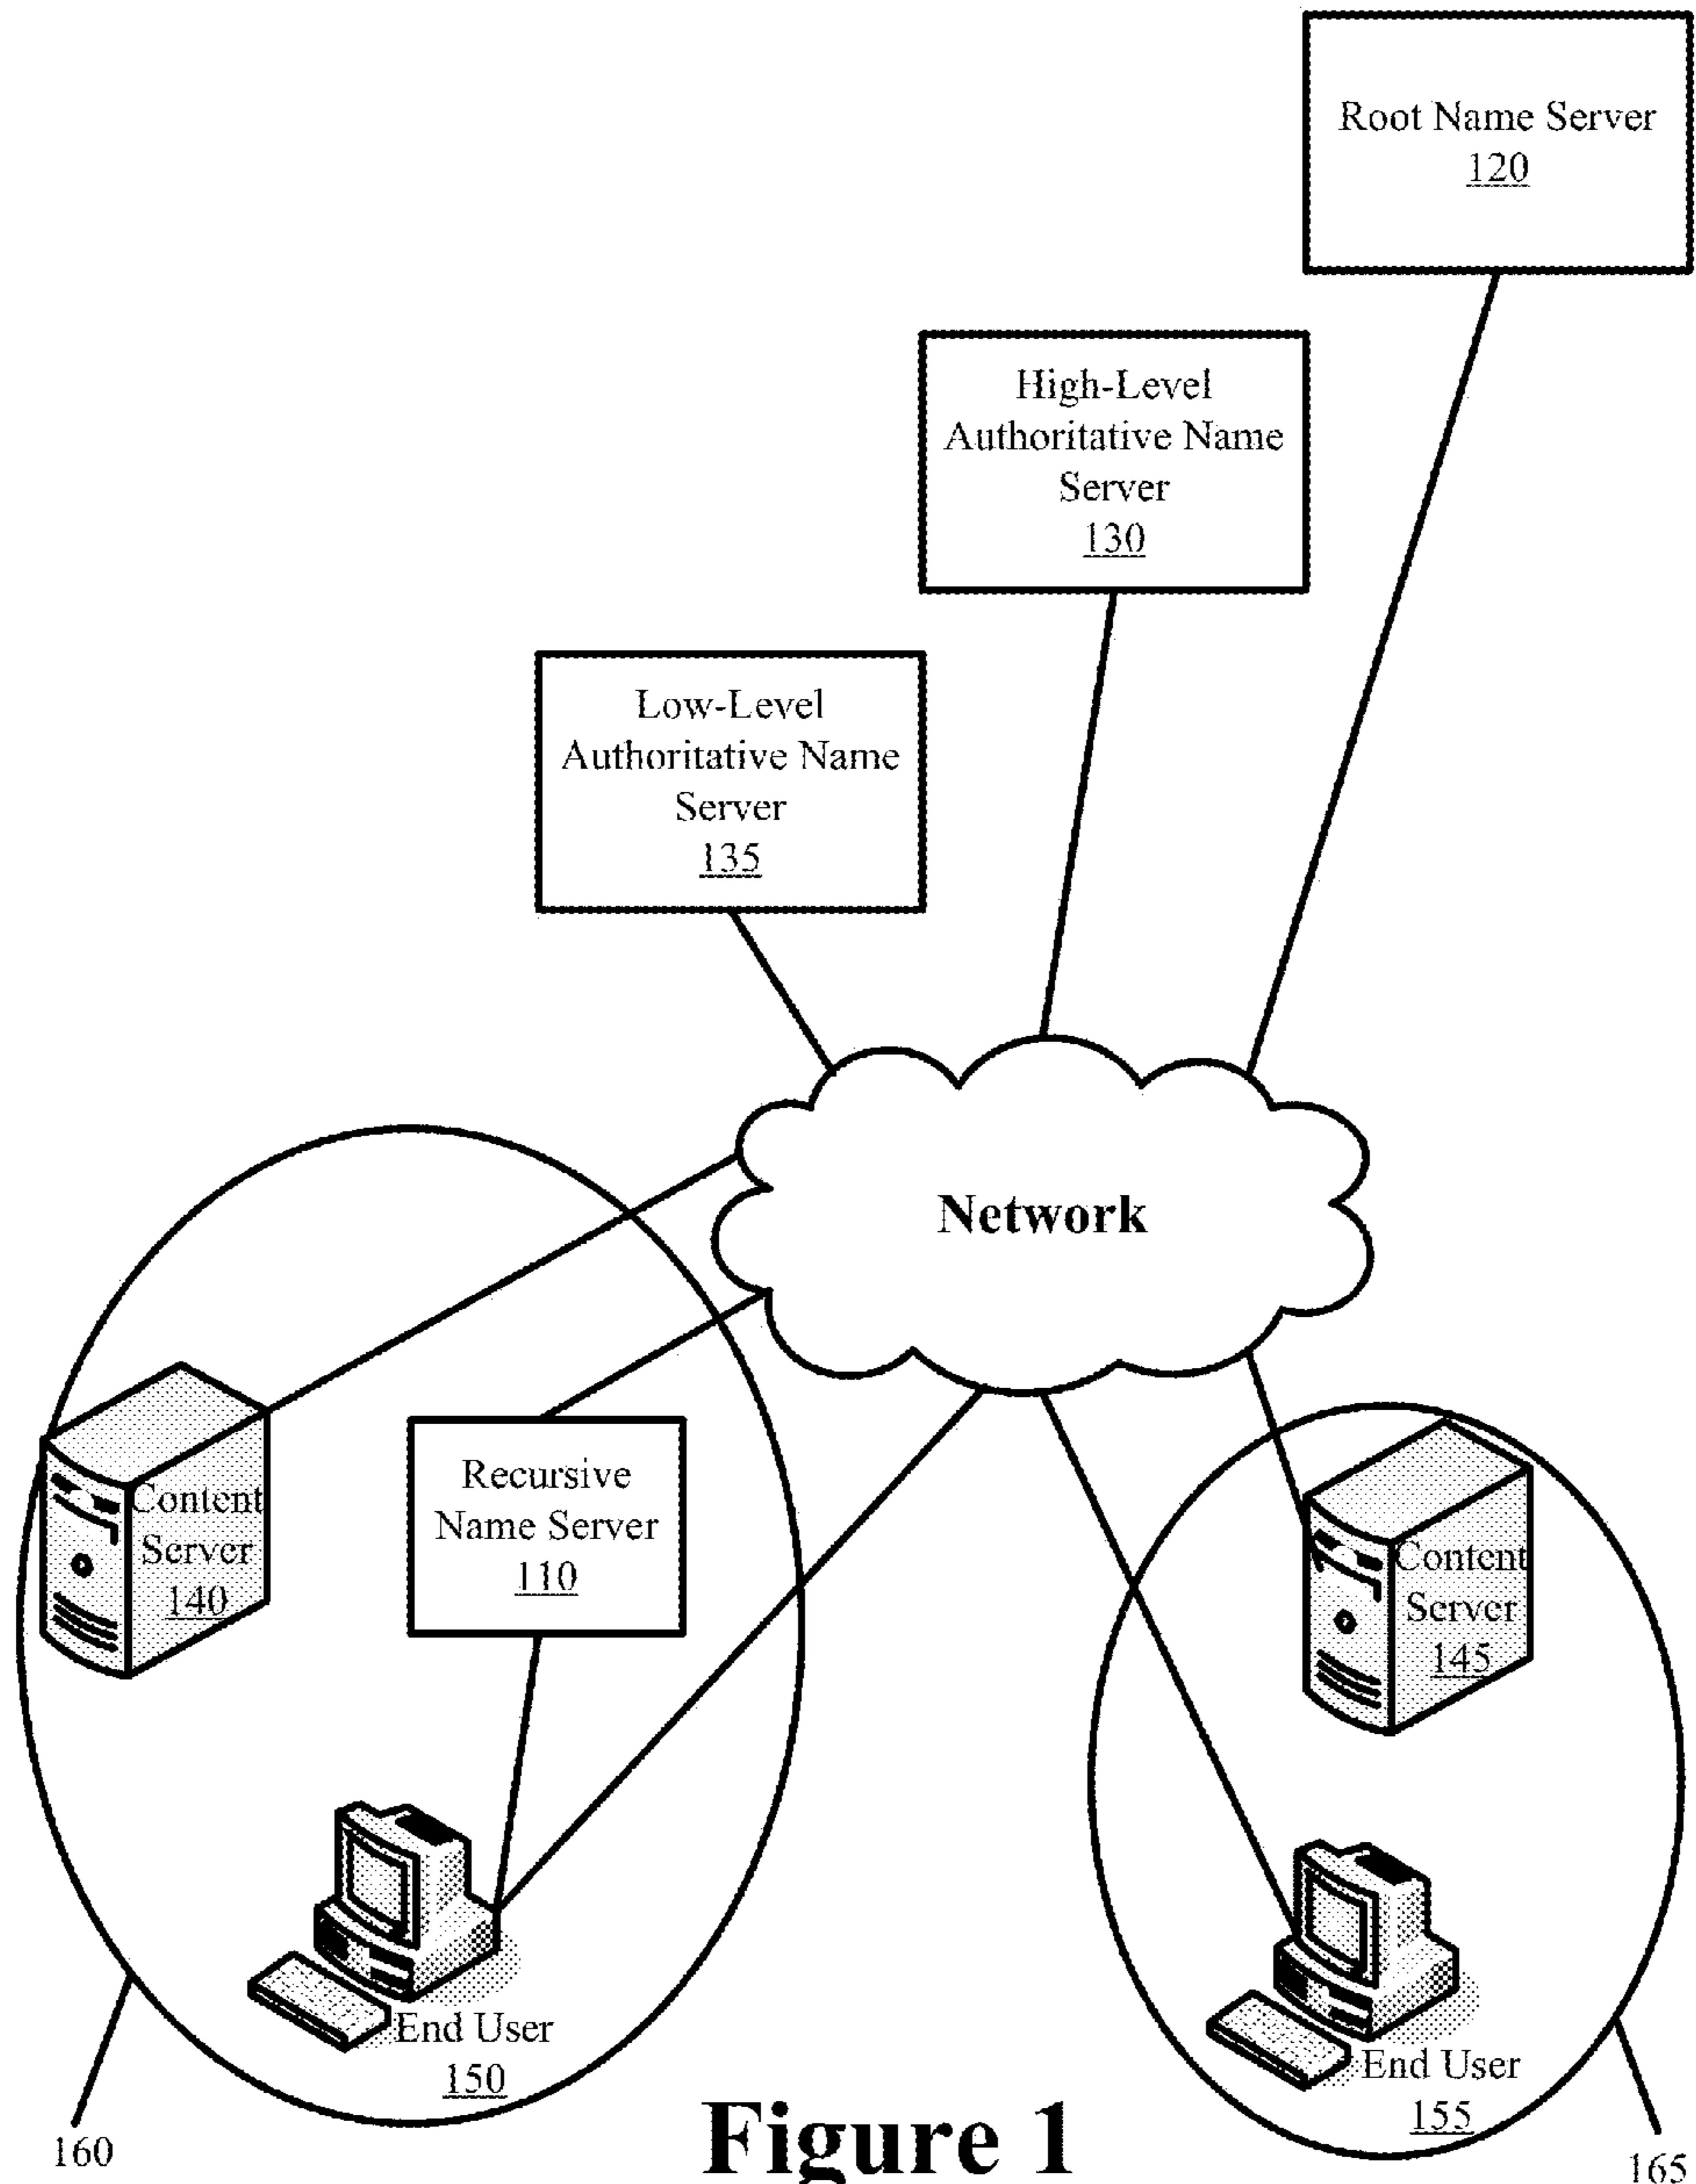 Root Name Server
120
High-Level
Authoritative Name
Server
130
Low-Level
Authoritative Name
Server
135
Network
Content
Server
140
Recursive
Name Server
110
Content
Server
145
End User
150
End User
155
160
165
Figure 1